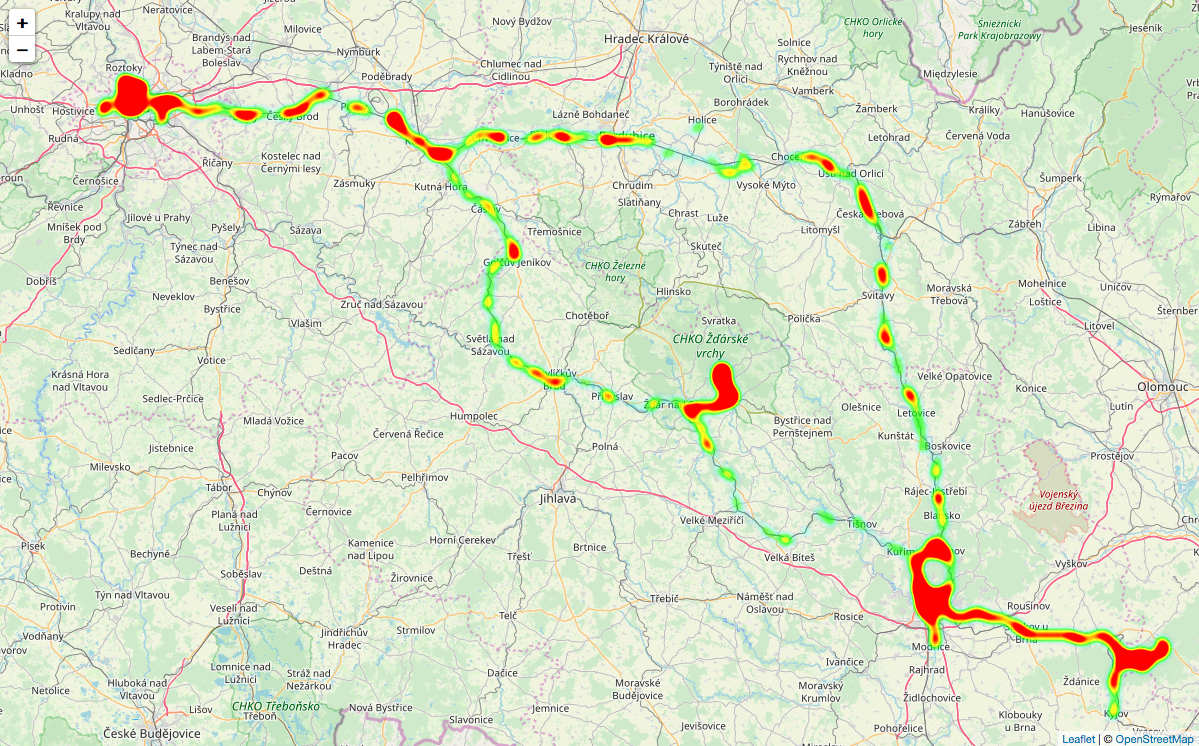 +
−
Kralupy nad
Vltavou
Neratovice
Milovice
Nový Bydžov
Hradec Králové
CHKO Orlické
hory
Śnieżnicki
Park Krajobrazowy
Jeseník
Brandýs nad
Labem-Stará
Boleslav
Nymburk
Chlumec nad
Cidlinou
Solnice
Rychnov nad
Kněžnou
Kladno
Roztoky
Poděbrady
Týniště nad
Orlicí
Vamberk
Międzylesie
Unhošť
Hostivice
Český Brod
Lázně Bohdaneč
Borohrádek
Žamberk
Králíky
Hanušovice
Holice
Rudná
Říčany
Letohrad
Červená Voda
Kostelec nad
Černými lesy
Zásmuky
Kutná Hora
Chrudim
Slatiňany
Vysoké Mýto
Choce
Ústí nad Orlicí
Šumperk
Rýmařov
Černošice
Řevnice
Mníšek pod
Brdy
Jílové u Prahy
Pyšely
Sázava
Čáslav
Chrast
Luže
Česká Třebová
Litomyšl
Zábřeh
Libina
Týnec nad
Sázavou
Třemošnice
Skuteč
Golčův Jeníkov
CHKO Železné
hory
Dobříš
Benešov
Neveklov
Bystřice
Zruč nad Sázavou
Hlinsko
Svitavy
Moravská
Třebová
Mohelnice
Loštice
Uničov
Šternber
Vlašim
Chotěboř
Svratka
Polička
Litovel
Sedlčany
Votice
Světlá nad
Sázavou
CHKO Žďárské
vrchy
Krásná Hora
nad Vltavou
Sedlec-Prčice
Velké Opatovice
Konice
Olomouc
Humpolec
Letovice
Lutín
Olešnice
Mladá Vožice
Červená Řečice
Bystřice nad
Pernštejnem
Kunštát
Boskovice
Jistebnice
Pacov
Polná
Prostějov
Milevsko
Pelhřimov
Tábor
Chýnov
Jihlava
Rájec-Jestřebí
Vojenský
újezd Březina
Černovice
Planá nad
Lužnicí
Velké Meziříčí
Tišnov
Blansko
Písek
Bechyně
Kamenice
nad Lipou
Horní Cerekev
Třešť
Brtnice
Velká Bíteš
Kuřim
Vyškov
Soběslav
Deštná
Žirovnice
Týn nad Vltavou
Protivín
Veselí nad
Lužnicí
Telč
Třebíč
Náměšť nad
Oslavou
Rosice
Rousínov
Vodňany
Jindřichův
Hradec
Strmilov
Modřice
Lomnice nad
Lužnicí
Stráž nad
Nežárkou
Dačice
Ivančice
Rajhrad
Ždánice
Netolice
Hluboká nad
Vltavou
Lišov
CHKO Třeboňsko
Třeboň
Nová Bystřice
Moravské
Budějovice
Moravský
Krumlov
Židlochovice
Jemnice
Slavonice
Jevišovice
Pohořelice
Klobouky
u Brna
Kyjov
České Budějovice
Leaflet | © OpenStreetMap